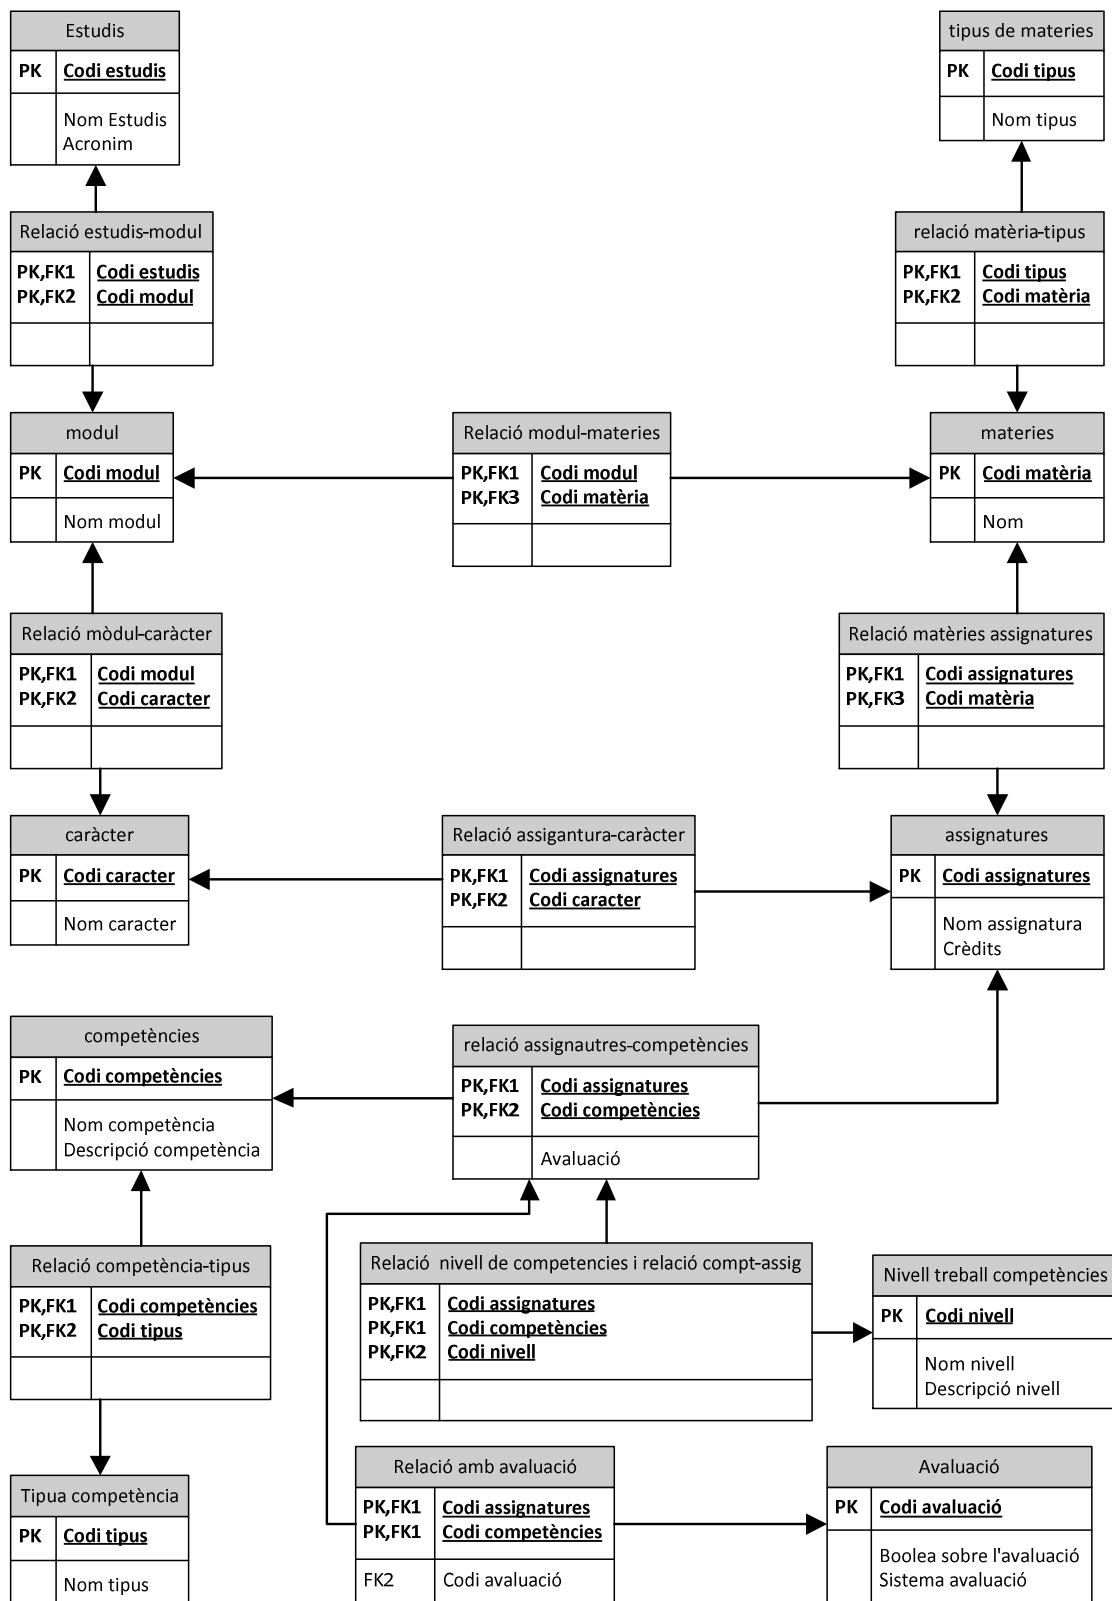 Estudis
PK Codi estudis
Nom Estudis
Acronim
tipus de materies
PK Codi tipus
Nom tipus
Relació estudis-modul
PK,FK1 Codi estudis
PK,FK2 Codi modul
relació matèria-tipus
PK,FK1 Codi tipus
PK,FK2 Codi matèria
modul
PK Codi modul
Nom modul
Relació modul-materies
PK,FK1 Codi modul
PK,FK3 Codi matèria
materies
PK Codi matèria
Nom
Relació mòdul-caràcter
PK,FK1 Codi modul
PK,FK2 Codi caracter
Relació matèries assignatures
PK,FK1 Codi assignatures
PK,FK3 Codi matèria
caràcter
PK Codi caracter
Nom caracter
Relació assigantura-caràcter
PK,FK1 Codi assignatures
PK,FK2 Codi caracter
assignatures
PK Codi assignatures
Nom assignatura
Crèdits
competències
PK Codi competències
Nom competència
Descripció competència
relació assignautres-competències
PK,FK1 Codi assignatures
PK,FK2 Codi competències
Avaluació
Relació competència-tipus
PK,FK1 Codi competències
PK,FK2 Codi tipus
Relació nivell de competencies i relació compt-assig
PK,FK1 Codi assignatures
PK,FK1 Codi competències
PK,FK2 Codi nivell
Nivell treball competències
PK Codi nivell
Nom nivell
Descripció nivell
Tipua competència
PK Codi tipus
Nom tipus
Relació amb avaluació
PK,FK1 Codi assignatures
PK,FK1 Codi competències
FK2 Codi avaluació
Avaluació
PK Codi avaluació
Boolea sobre l'avaluació
Sistema avaluació